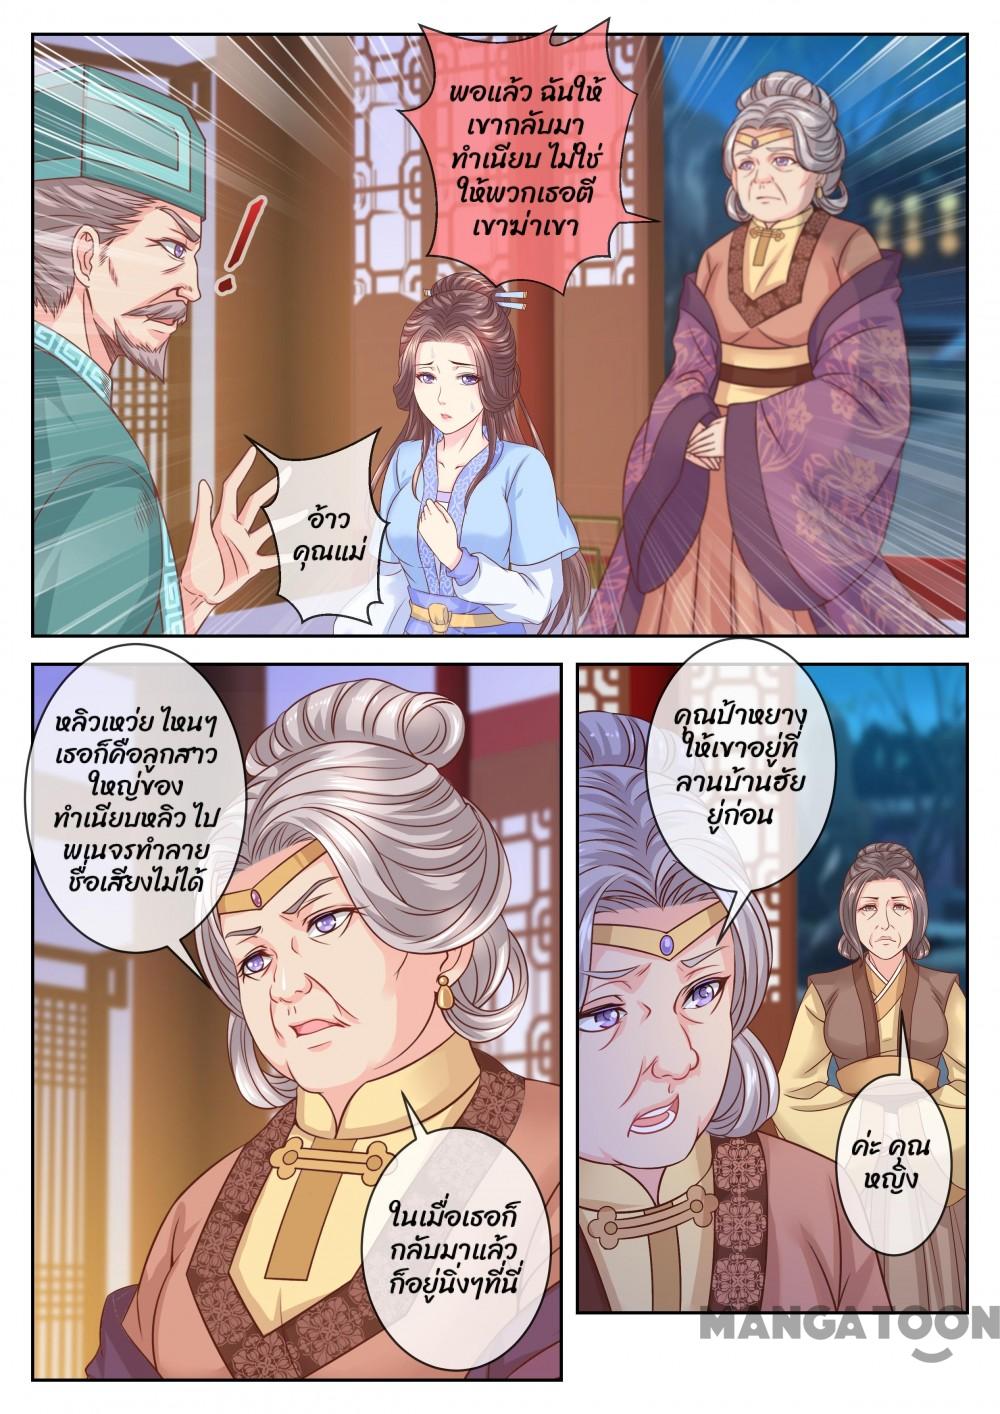 พอแล้ว ฉันให้
เขากลับมา
ทำเนียบ ไม่ใช่
ให้พวกเธอตี
เขาฆ่าเขา
อ้าว
คุณแม่
หลิวเหว่ย ไหนๆ
เธอก็คือลูกสาว
ใหญ่ของ
ทำเนียบหลิว ไป
พเนจรทำลาย
ชื่อเสียงไม่ได้
ในเมื่อเธอก็
กลับมาแล้ว
ก็อยู่นิ่งๆที่นี่
คุณป้าหยาง
ให้เขาอยู่ที่
ลานบ้านฮัย
ยู่ก่อน
ค่ะ คุณ
หญิง
MANGATOON